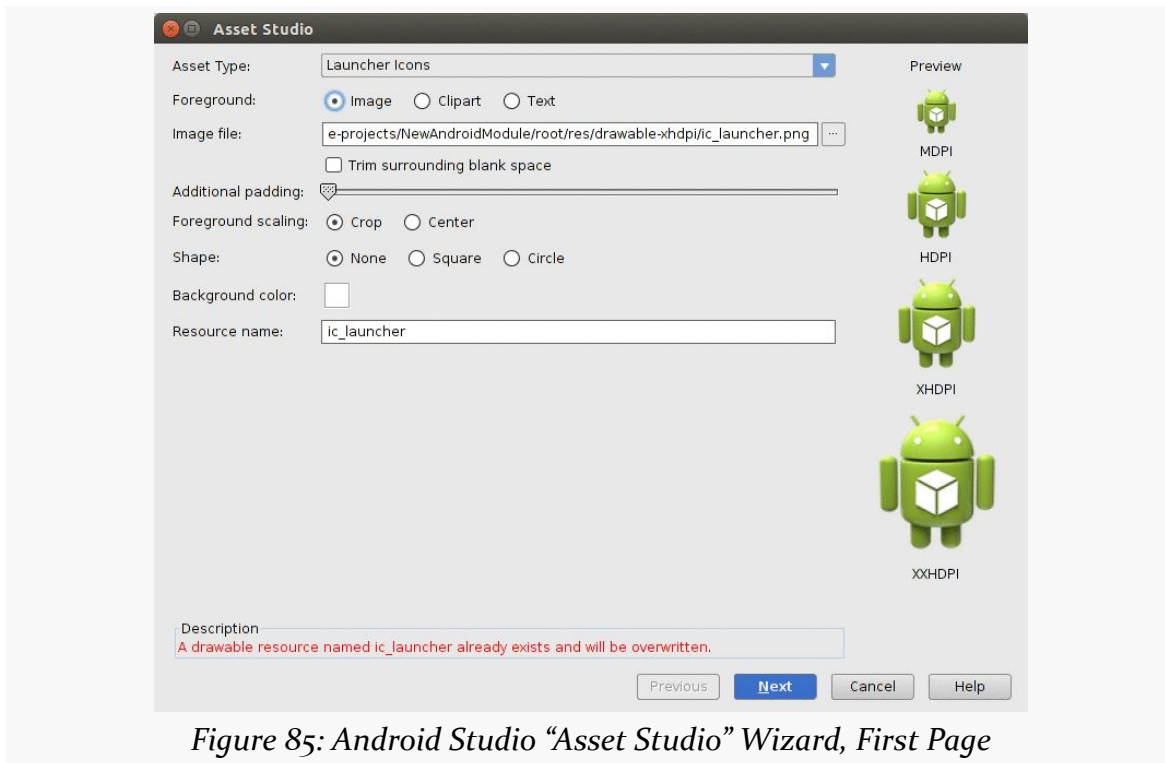 Asset Studio
Asset Type: Launcher Icons
Foreground: Image Clipart Text
Image file: e-projects/NewAndroidModule/root/res/drawable-xhdpi/ic_launcher.png ...
Trim surrounding blank space
Additional padding:
Foreground scaling: Crop Center
Shape: None Square Circle
Background color:
Resource name: ic_launcher
Preview
MDPI
HDPI
XHDPI
XXHDPI
Description
A drawable resource named ic_launcher already exists and will be overwritten.
Previous Next Cancel Help
Figure 85: Android Studio “Asset Studio” Wizard, First Page